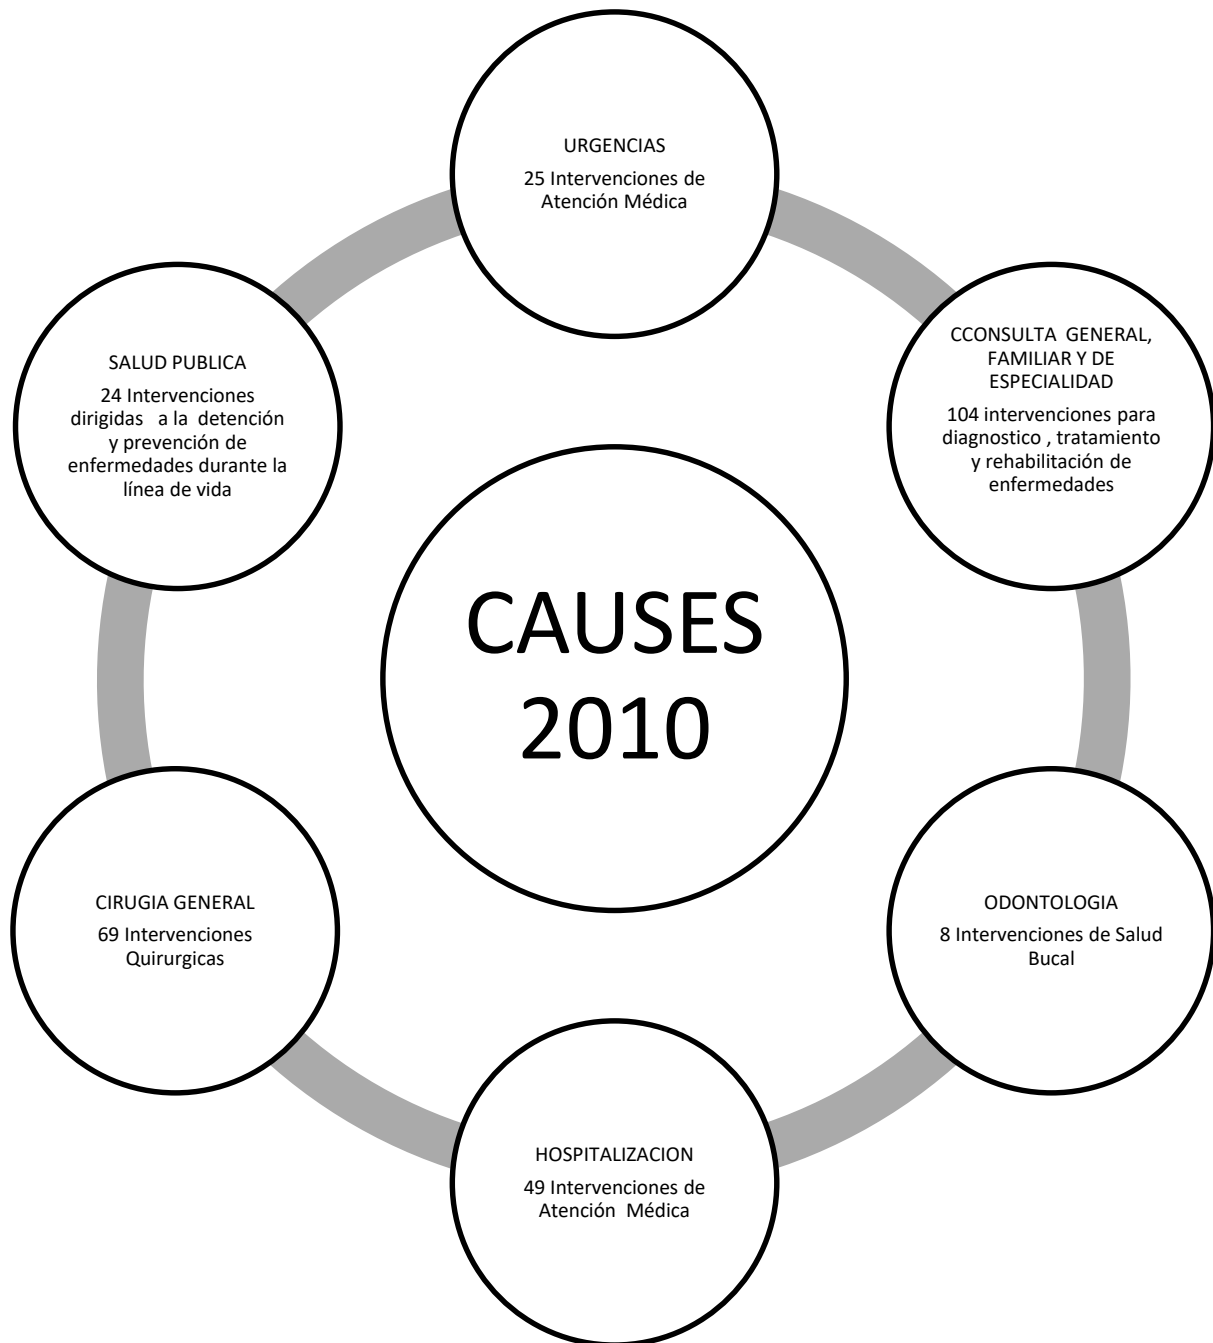 URGENCIAS
25 Intervenciones de
Atención Médica
CCONSULTA  GENERAL,
FAMILIAR Y DE
ESPECIALIDAD
104 intervenciones para
diagnostico , tratamiento
y rehabilitación de
enfermedades
SALUD PUBLICA
24 Intervenciones
dirigidas   a la  detención
y prevención de
enfermedades durante la
línea de vida
CAUSES
2010
CIRUGIA GENERAL
69 Intervenciones
Quirurgicas
ODONTOLOGIA
8 Intervenciones de Salud
Bucal
HOSPITALIZACION
49 Intervenciones de
Atención  Médica